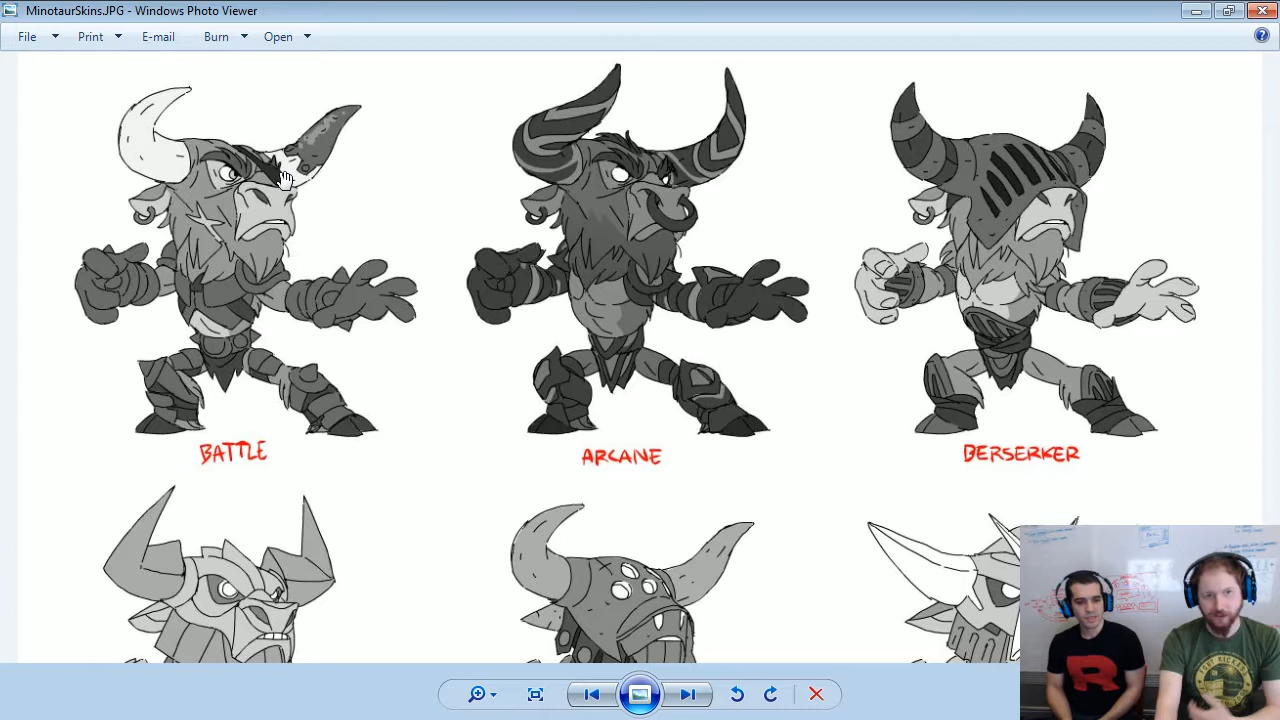 MinotaurSkins.JPG - Windows Photo Viewer
File Print E-mail Burn Open
BATTLE
ARCANE
BERSERKER
R